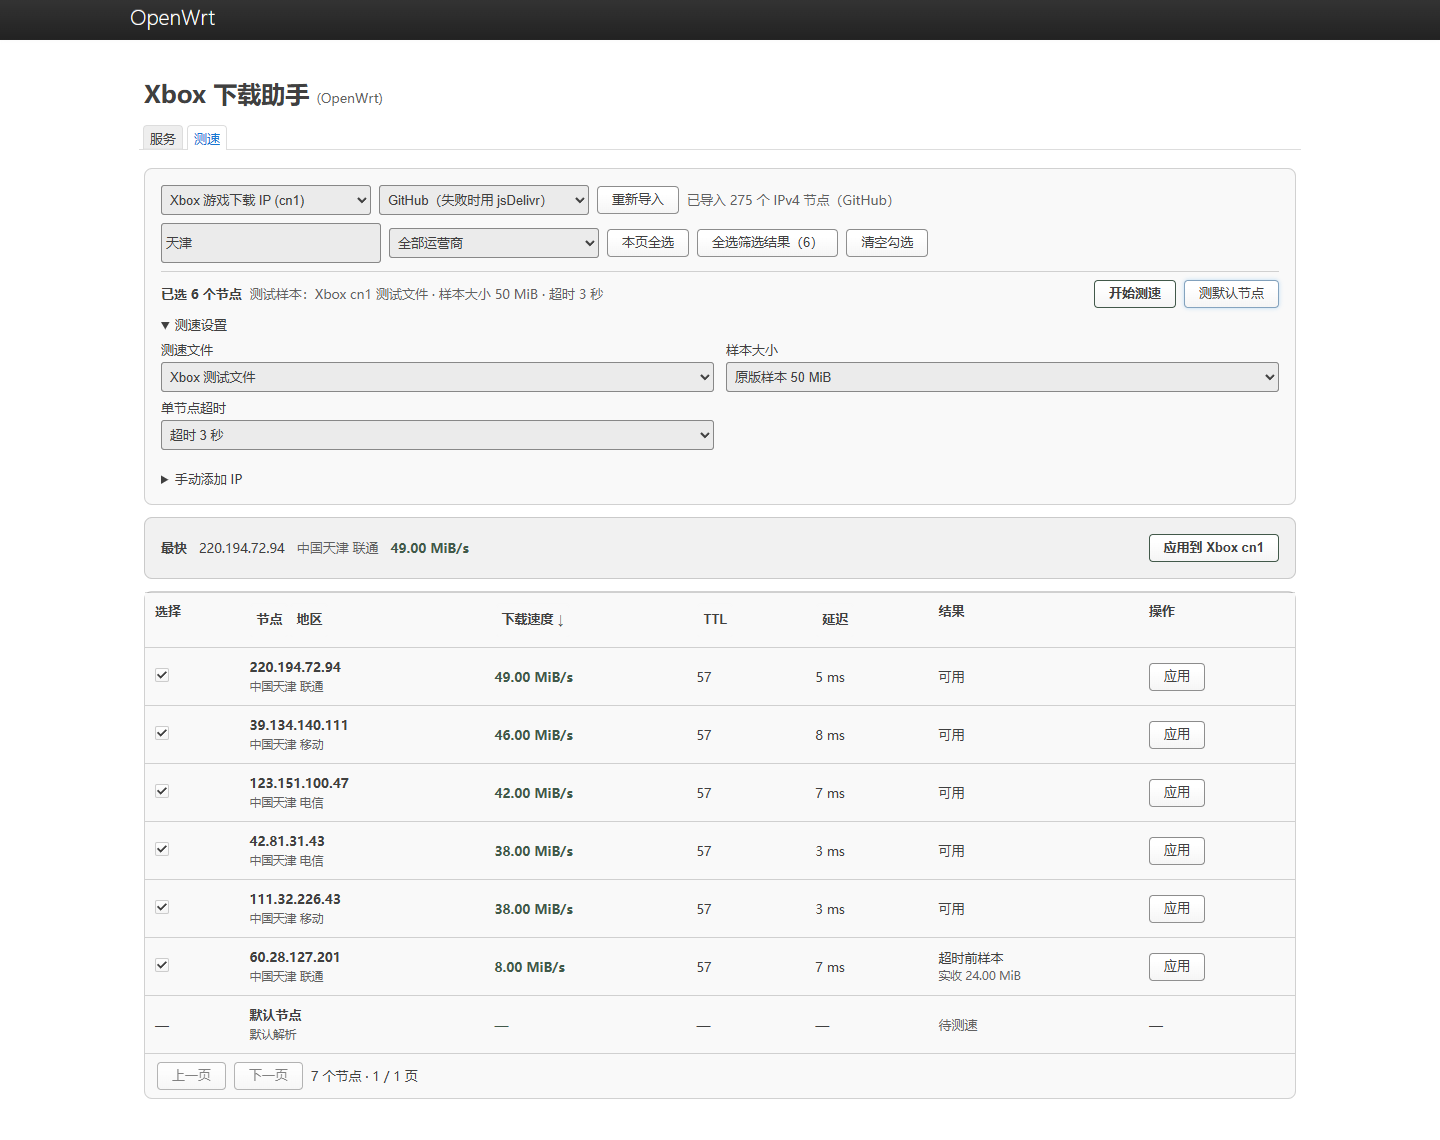 OpenWrt
Xbox 下载助手 (OpenWrt)
服务 测速
Xbox 游戏下载 IP (cn1) GitHub（失败时用 jsDelivr） 重新导入 已导入 275 个 IPv4 节点（GitHub）
天津 全部运营商 本页全选 全选筛选结果（6） 清空勾选
已选 6 个节点 测试样本：Xbox cn1 测试文件 · 样本大小 50 MiB · 超时 3 秒 开始测速 测默认节点
▼ 测速设置
测速文件 样本大小
Xbox 测试文件 原版样本 50 MiB
单节点超时
超时 3 秒
▶ 手动添加 IP
最快 220.194.72.94 中国天津 联通 49.00 MiB/s 应用到 Xbox cn1
选择 节点 地区 下载速度 ↓ TTL 延迟 结果 操作
220.194.72.94
中国天津 联通
49.00 MiB/s 57 5 ms 可用 应用
39.134.140.111
中国天津 移动
46.00 MiB/s 57 8 ms 可用 应用
123.151.100.47
中国天津 电信
42.00 MiB/s 57 7 ms 可用 应用
42.81.31.43
中国天津 电信
38.00 MiB/s 57 3 ms 可用 应用
111.32.226.43
中国天津 移动
38.00 MiB/s 57 3 ms 可用 应用
60.28.127.201
中国天津 联通
8.00 MiB/s 57 7 ms 超时前样本
实收 24.00 MiB
应用
— 默认节点
默认解析
— — — 待测速 —
上一页 下一页 7 个节点 · 1 / 1 页